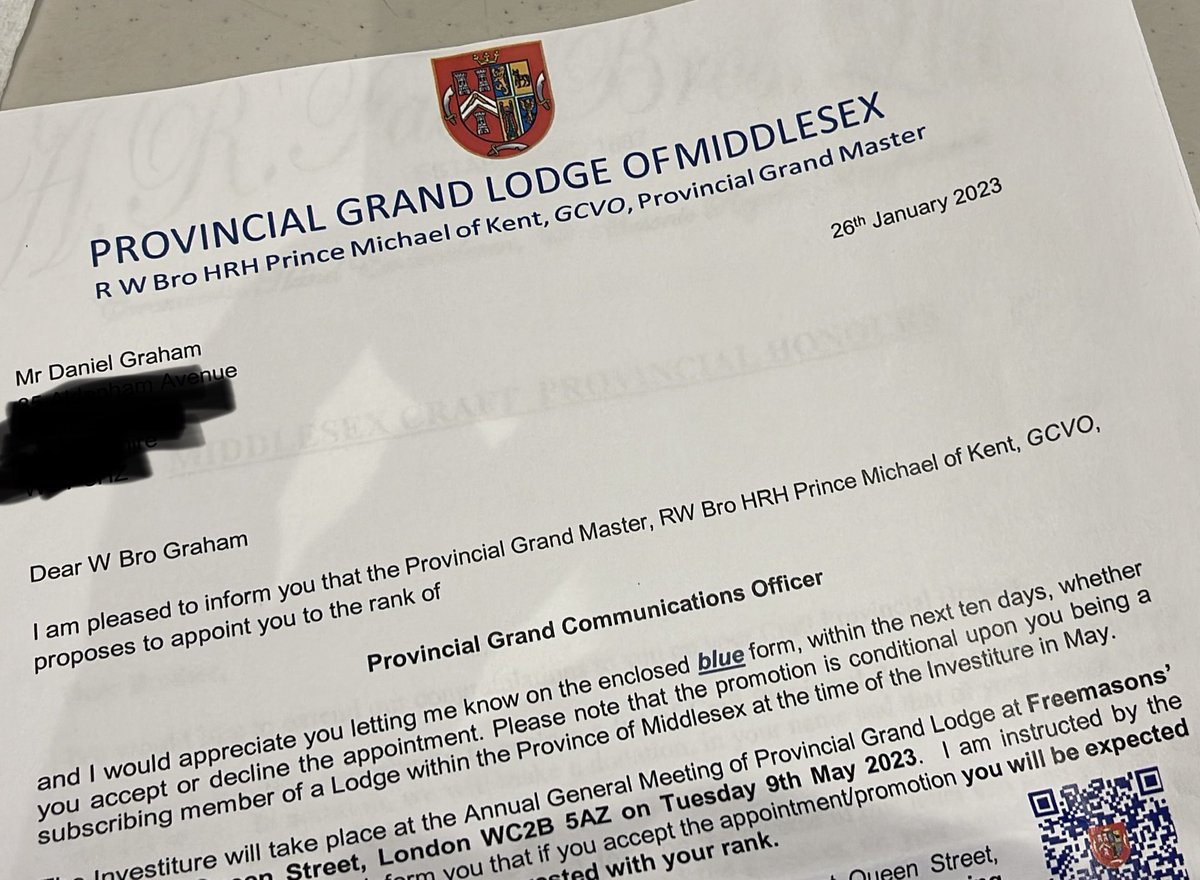 PROVINCIAL GRAND LODGE OF MIDDLESEX
R W Bro HRH Prince Michael of Kent, GCVO, Provincial Grand Master
26th January 2023
Mr Daniel Graham
Avenue
Dear W Bro Graham
I am pleased to inform you that the Provincial Grand Master, RW Bro HRH Prince Michael of Kent, GCVO,
proposes to appoint you to the rank of
Provincial Grand Communications Officer
and I would appreciate you letting me know on the enclosed blue form, within the next ten days, whether
you accept or decline the appointment. Please note that the promotion is conditional upon you being a
subscribing member of a Lodge within the Province of Middlesex at the time of the Investiture in May.
Investiture will take place at the Annual General Meeting of Provincial Grand Lodge at Freemasons'
Street, London WC2B 5AZ on Tuesday 9th May 2023. I am instructed by the
you that if you accept the appointment/promotion you will be expected
with your rank.
Queen Street,
MIDDLESEX CRAFT PROVINCIAL HONOURS